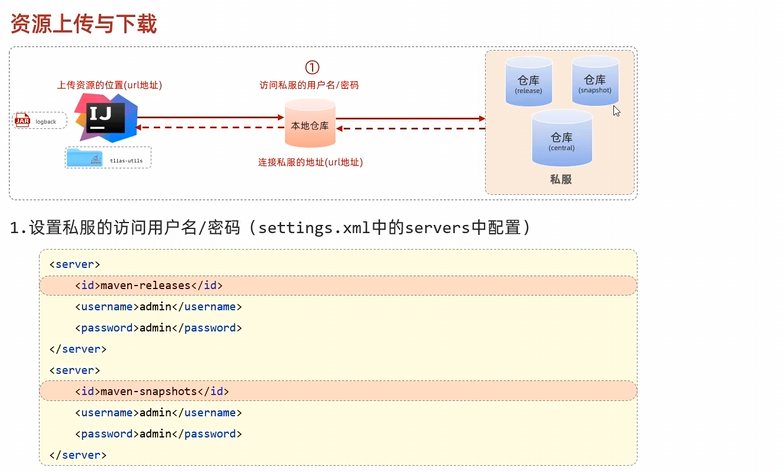 资源上传与下载
①
上传资源的位置(url地址)
访问私服的用户名/密码
仓库
(release)
仓库
(snapshot)
IJ
JAR
logback
本地仓库
仓库
(central)
tlias-utils
连接私服的地址(url地址)
私服
1.设置私服的访问用户名/密码（settings.xml中的servers中配置）
<server>
<id>maven-releases</id>
<username>admin</username>
<password>admin</password>
</server>
<server>
<id>maven-snapshots</id>
<username>admin</username>
<password>admin</password>
</server>